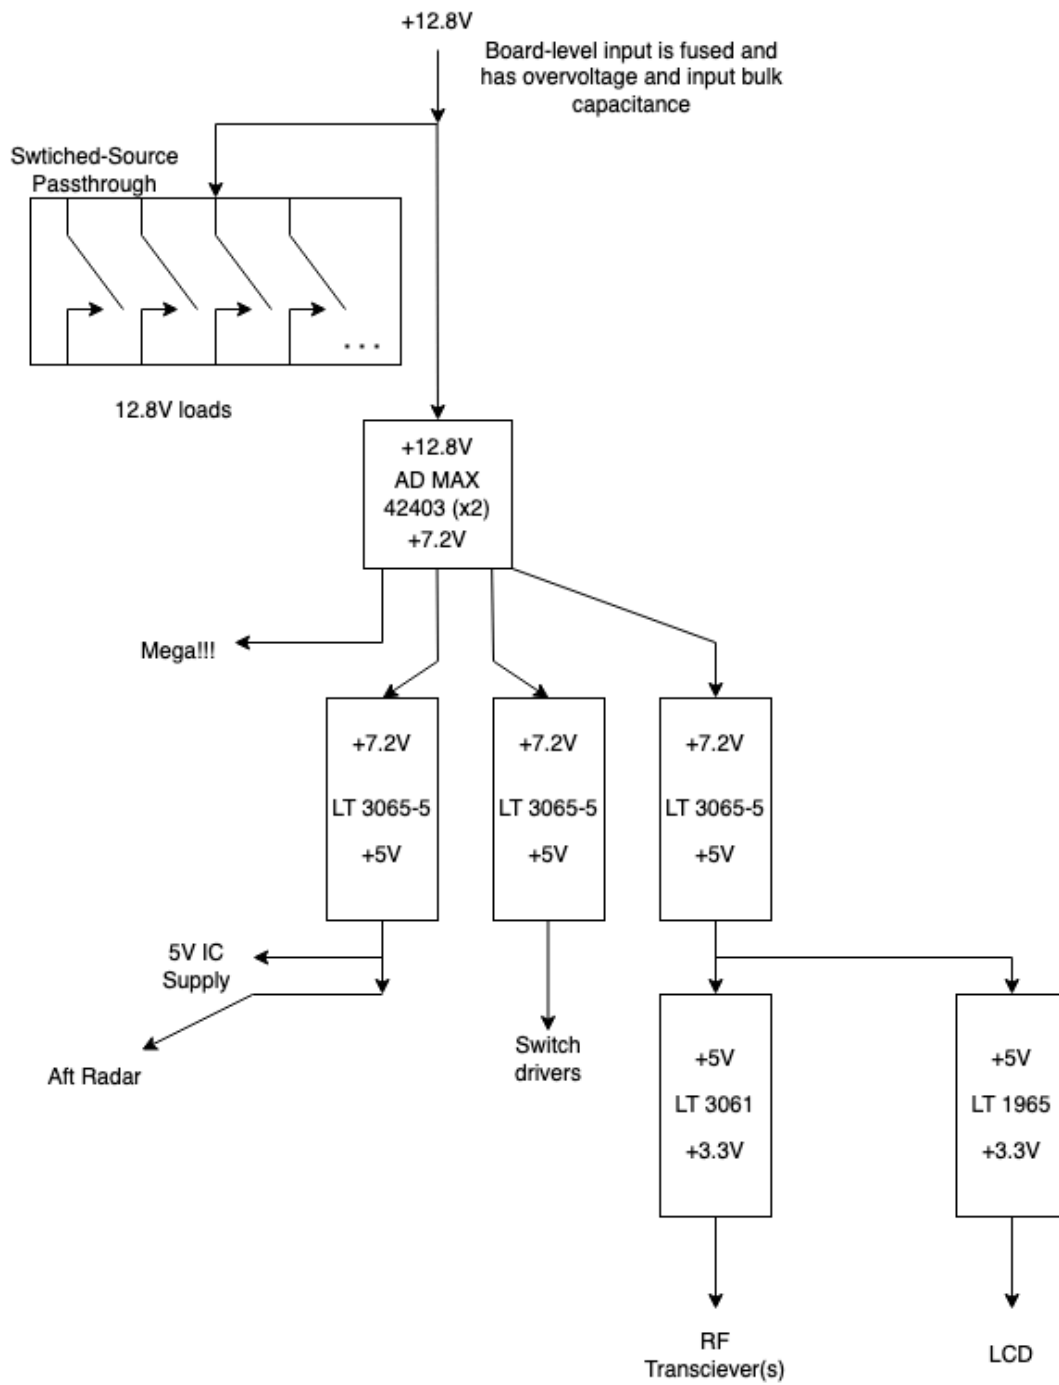 +12.8V
Board-level input is fused and
has overvoltage and input bulk
capacitance
Swtiched-Source
Passthrough
...
12.8V loads
+12.8V
AD MAX
42403 (x2)
+7.2V
Mega!!!
+7.2V
LT 3065-5
+5V
+7.2V
LT 3065-5
+5V
+7.2V
LT 3065-5
+5V
5V IC
Supply
Aft Radar
Switch
drivers
+5V
LT 3061
+3.3V
+5V
LT 1965
+3.3V
RF
Transciever(s)
LCD